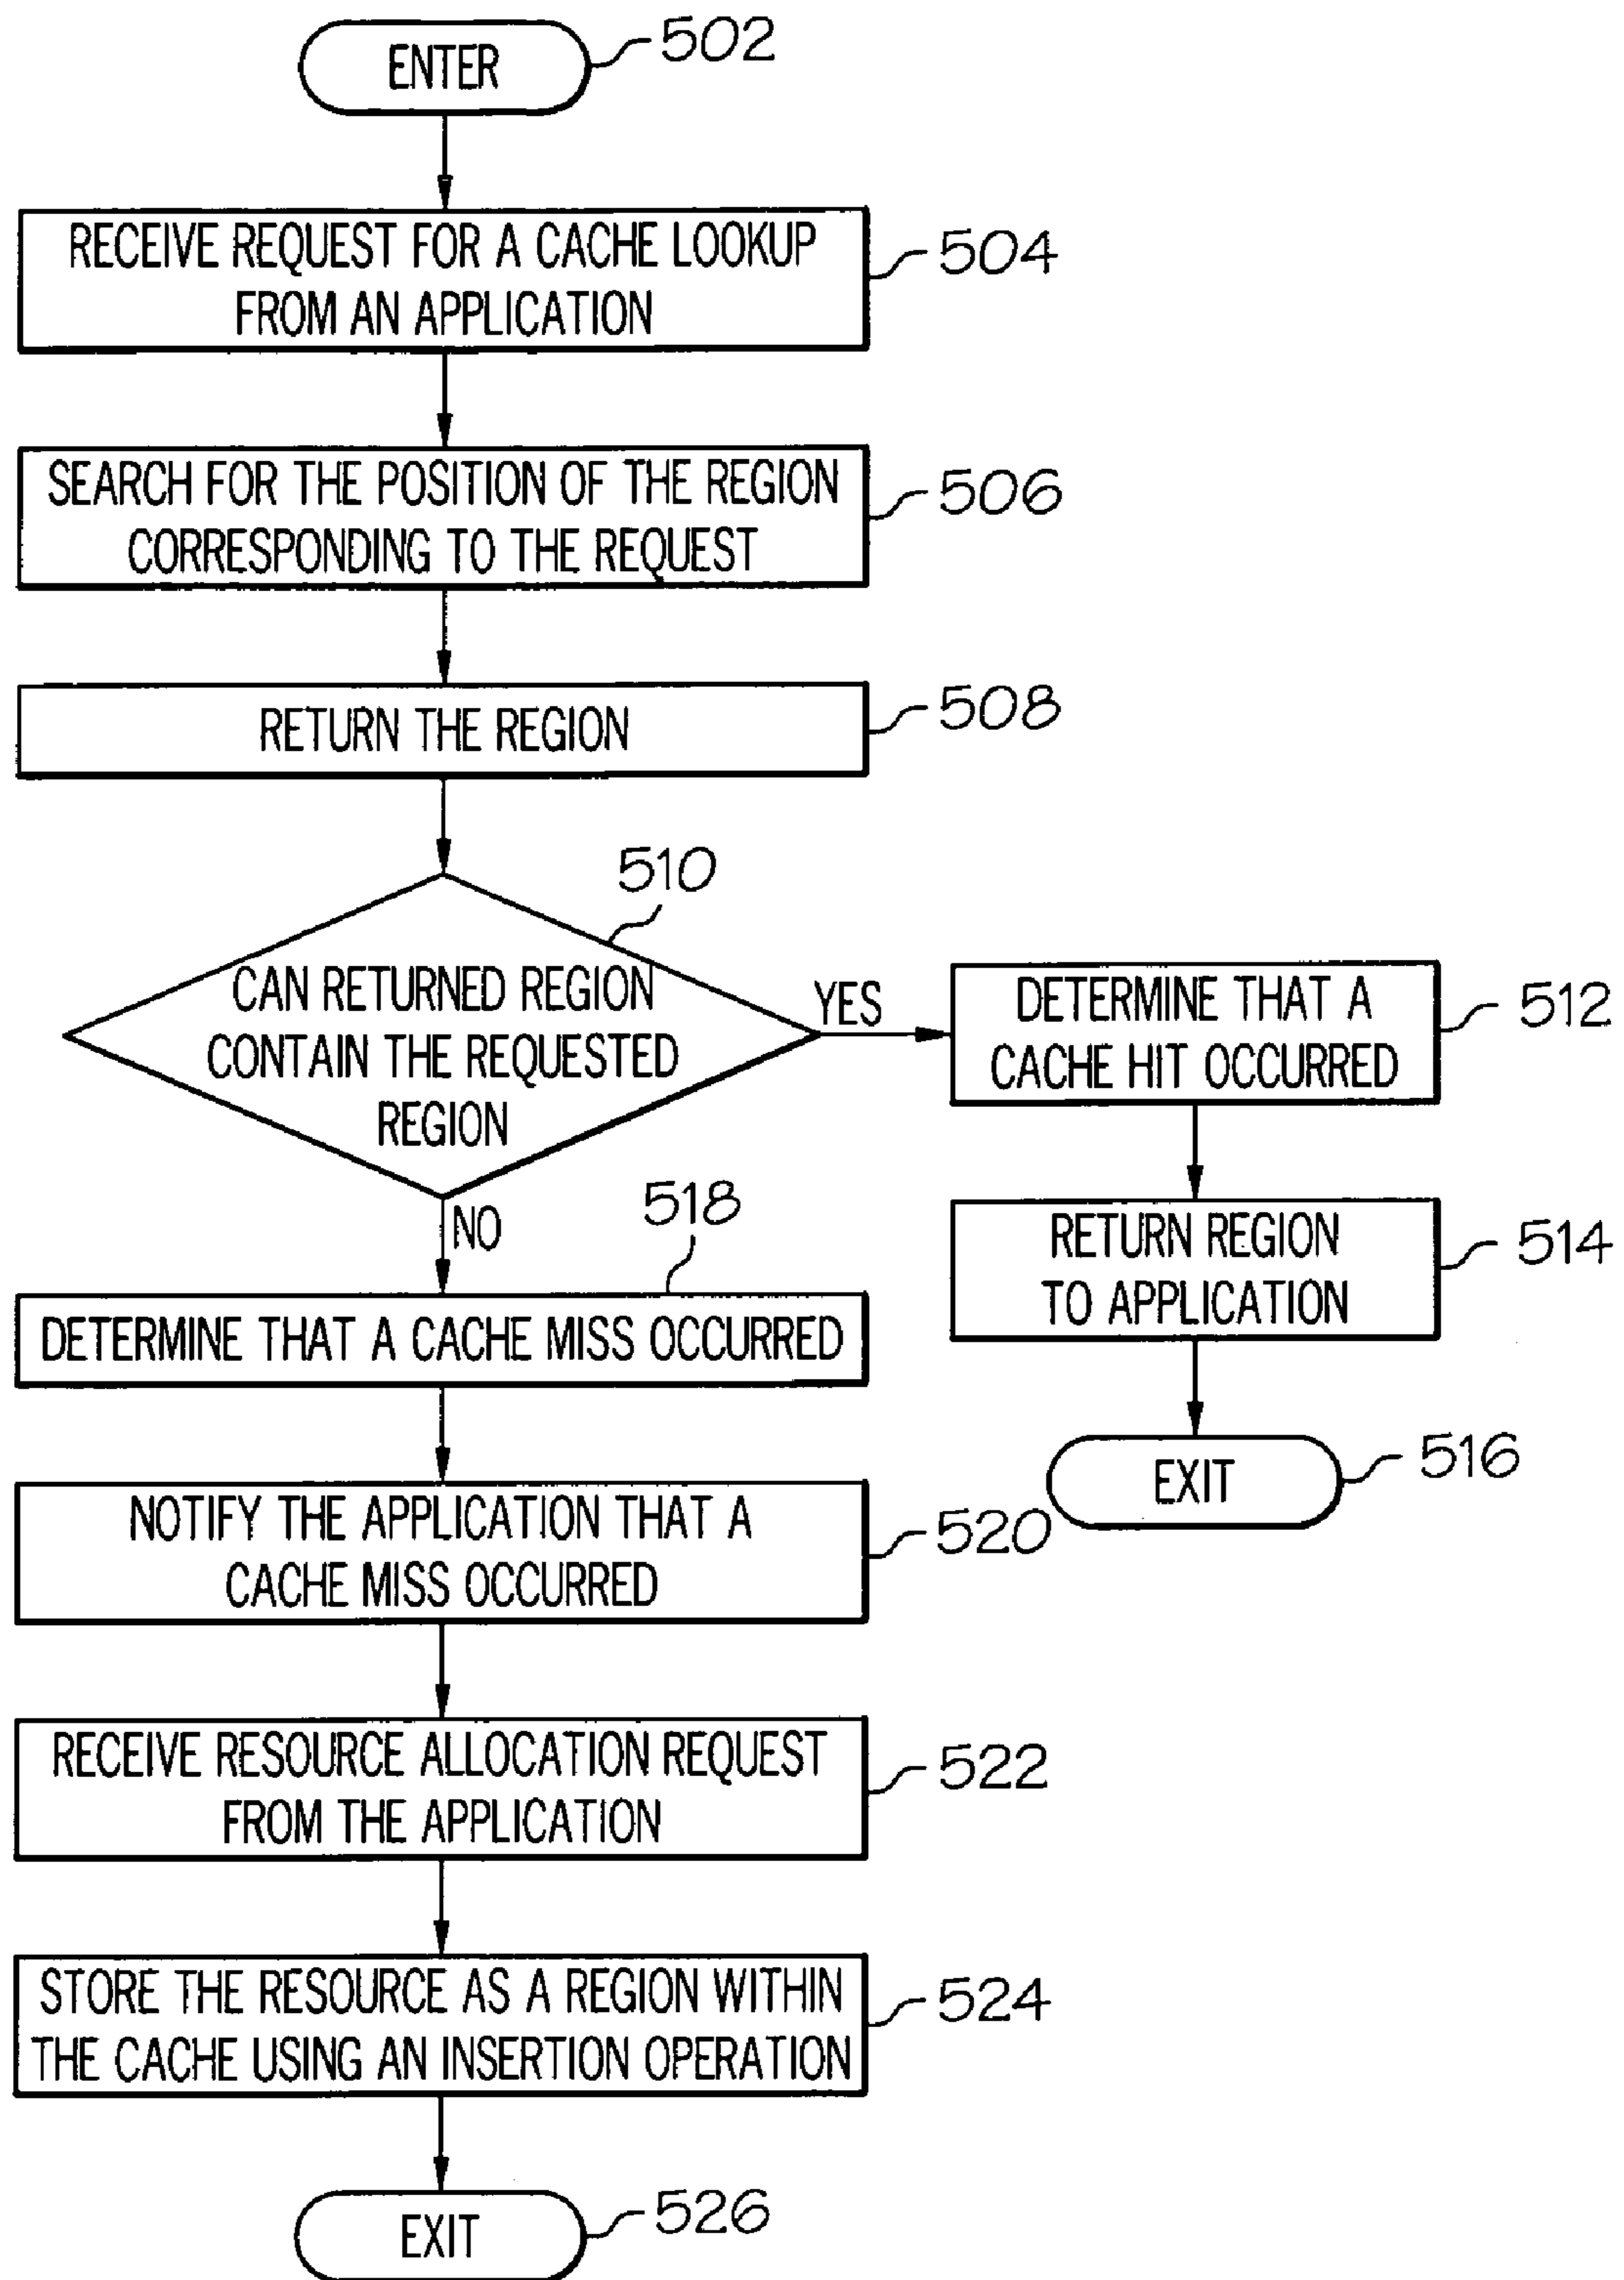 ENTER
502
RECEIVE REQUEST FOR A CACHE LOOKUP
FROM AN APPLICATION
504
SEARCH FOR THE POSITION OF THE REGION
CORRESPONDING TO THE REQUEST
506
RETURN THE REGION
508
510
CAN RETURNED REGION
CONTAIN THE REQUESTED
REGION
YES
DETERMINE THAT A
CACHE HIT OCCURRED
512
RETURN REGION
TO APPLICATION
514
EXIT
516
NO
518
DETERMINE THAT A CACHE MISS OCCURRED
NOTIFY THE APPLICATION THAT A
CACHE MISS OCCURRED
520
RECEIVE RESOURCE ALLOCATION REQUEST
FROM THE APPLICATION
522
STORE THE RESOURCE AS A REGION WITHIN
THE CACHE USING AN INSERTION OPERATION
524
EXIT
526